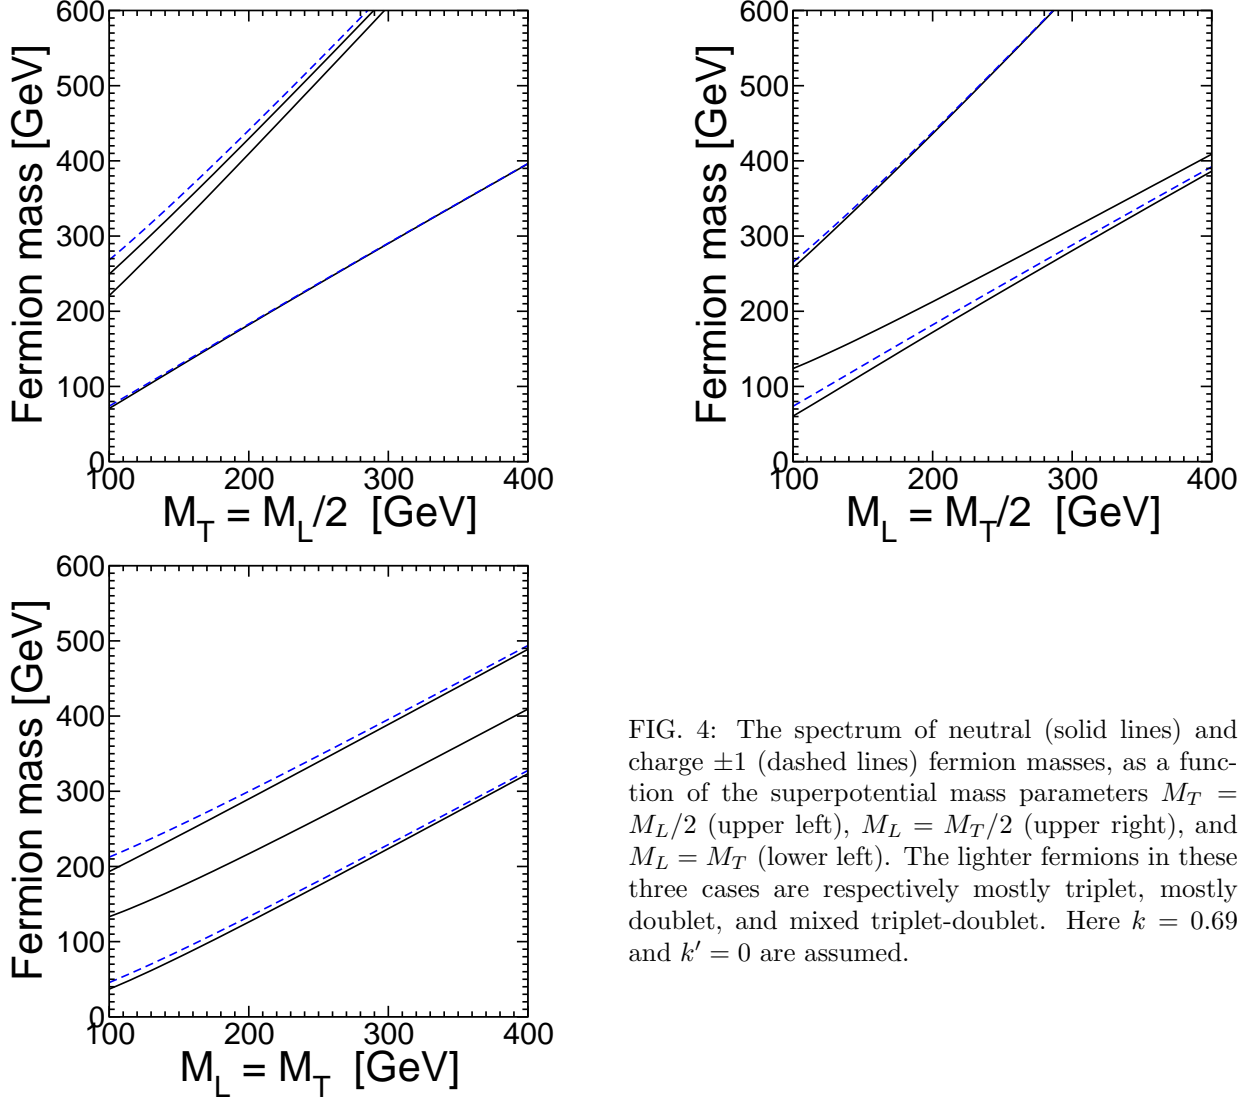 600
500
400
300
200
100
0
Fermion mass [GeV]
100 200 300 400
M_T = M_L/2 [GeV]
600
500
400
300
200
100
0
Fermion mass [GeV]
100 200 300 400
M_L = M_T/2 [GeV]
600
500
400
300
200
100
0
Fermion mass [GeV]
100 200 300 400
M_L = M_T [GeV]
FIG. 4: The spectrum of neutral (solid lines) and
charge ±1 (dashed lines) fermion masses, as a func-
tion of the superpotential mass parameters M_T =
M_L/2 (upper left), M_L = M_T/2 (upper right), and
M_L = M_T (lower left). The lighter fermions in these
three cases are respectively mostly triplet, mostly
doublet, and mixed triplet-doublet. Here k = 0.69
and k′ = 0 are assumed.